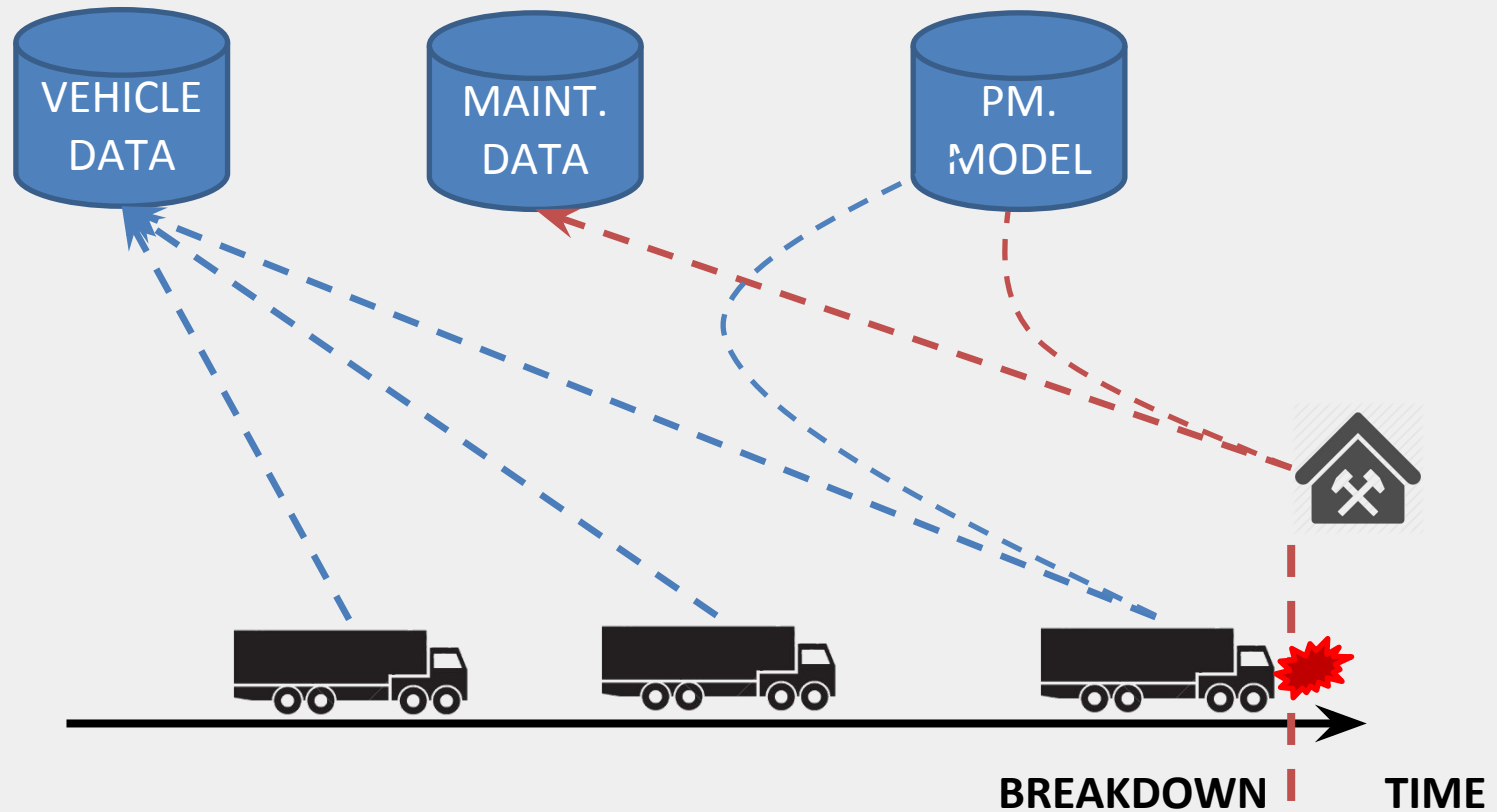 VEHICLE
DATA
MAINT.
DATA
PM.
MODEL
BREAKDOWN
TIME